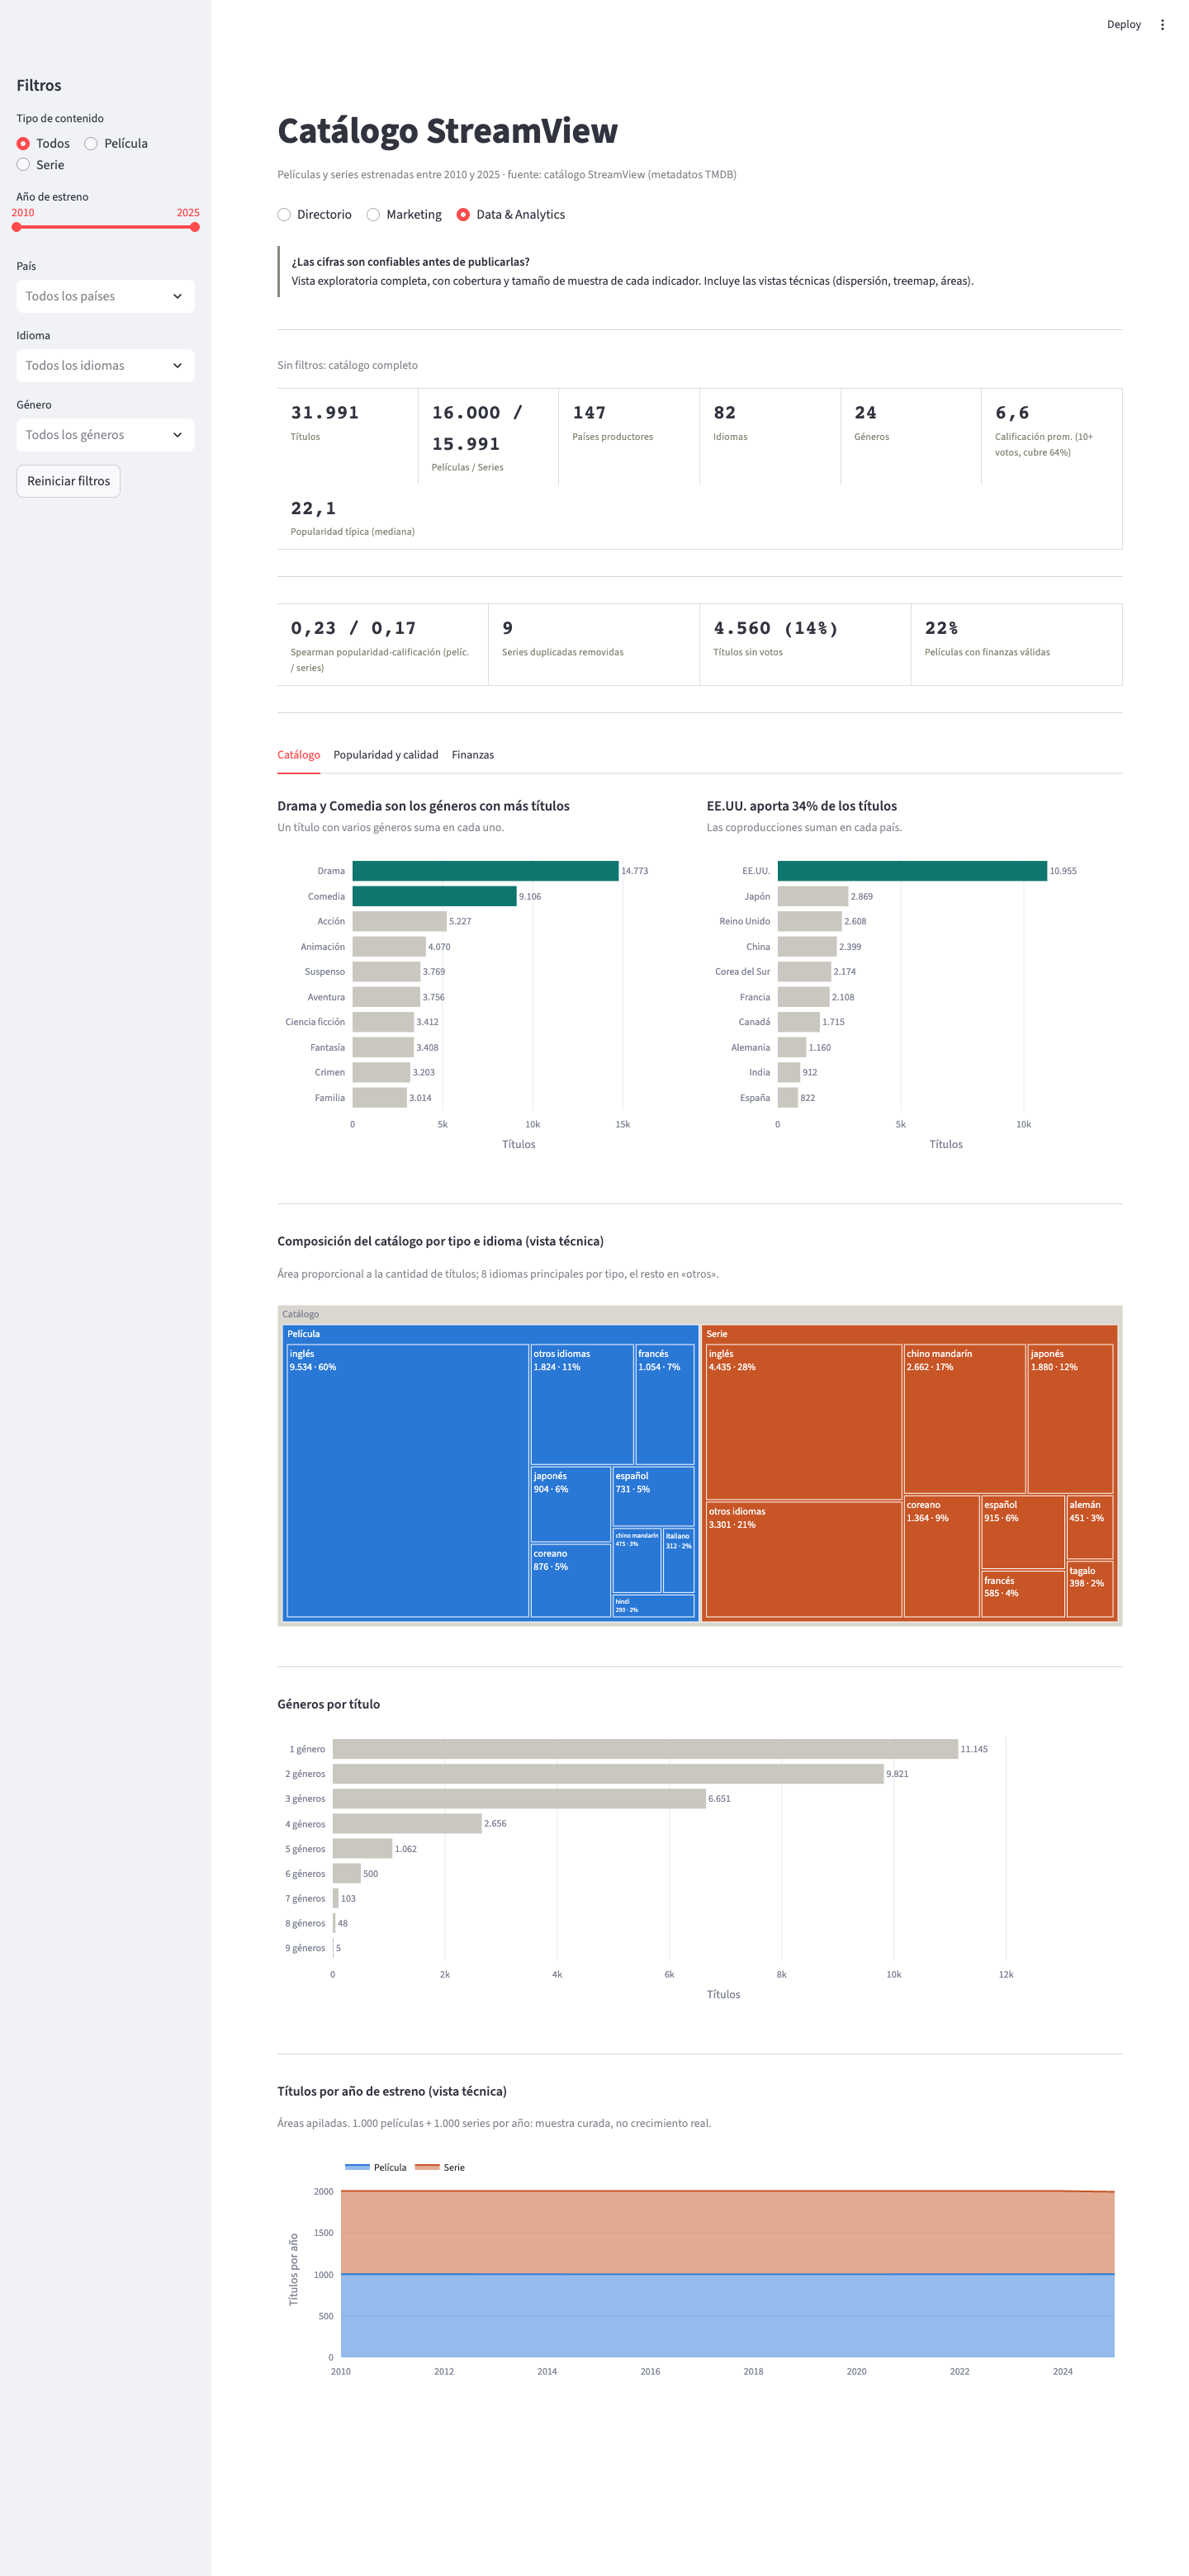 Deploy
Filtros
Tipo de contenido
Todos
Película
Serie
Año de estreno
2010
2025
País
Todos los países
Idioma
Todos los idiomas
Género
Todos los géneros
Reiniciar filtros
Catálogo StreamView
Películas y series estrenadas entre 2010 y 2025 · fuente: catálogo StreamView (metadatos TMDB)
Directorio
Marketing
Data & Analytics
¿Las cifras son confiables antes de publicarlas?
Vista exploratoria completa, con cobertura y tamaño de muestra de cada indicador. Incluye las vistas técnicas (dispersión, treemap, áreas).
Sin filtros: catálogo completo
31.991
Títulos
16.000 /
15.991
Películas / Series
147
Países productores
82
Idiomas
24
Géneros
6,6
Calificación prom. (10+
votos, cubre 64%)
22,1
Popularidad típica (mediana)
0,23 / 0,17
Spearman popularidad-calificación (pelíc.
/ series)
9
Series duplicadas removidas
4.560 (14%)
Títulos sin votos
22%
Películas con finanzas válidas
Catálogo
Popularidad y calidad
Finanzas
Drama y Comedia son los géneros con más títulos
Un título con varios géneros suma en cada uno.
Drama
14.773
Comedia
9.106
Acción
5.227
Animación
4.070
Suspenso
3.769
Aventura
3.756
Ciencia ficción
3.412
Fantasía
3.408
Crimen
3.203
Familia
3.014
0
5k
10k
15k
Títulos
EE.UU. aporta 34% de los títulos
Las coproducciones suman en cada país.
EE.UU.
10.955
Japón
2.869
Reino Unido
2.608
China
2.399
Corea del Sur
2.174
Francia
2.108
Canadá
1.715
Alemania
1.160
India
912
España
822
0
5k
10k
Títulos
Composición del catálogo por tipo e idioma (vista técnica)
Área proporcional a la cantidad de títulos; 8 idiomas principales por tipo, el resto en «otros».
Catálogo
Película
inglés
9.534 · 60%
otros idiomas
1.824 · 11%
francés
1.054 · 7%
japonés
904 · 6%
español
731 · 5%
coreano
876 · 5%
chino mandarín
475 · 3%
italiano
312 · 2%
hindi
290 · 2%
Serie
inglés
4.435 · 28%
chino mandarín
2.662 · 17%
japonés
1.880 · 12%
otros idiomas
3.301 · 21%
coreano
1.364 · 9%
español
915 · 6%
alemán
451 · 3%
francés
585 · 4%
tagalo
398 · 2%
Géneros por título
1 género
11.145
2 géneros
9.821
3 géneros
6.651
4 géneros
2.656
5 géneros
1.062
6 géneros
500
7 géneros
103
8 géneros
48
9 géneros
5
0
2k
4k
6k
8k
10k
12k
Títulos
Títulos por año de estreno (vista técnica)
Áreas apiladas. 1.000 películas + 1.000 series por año: muestra curada, no crecimiento real.
Película
Serie
Títulos por año
2000
1500
1000
500
0
2010
2012
2014
2016
2018
2020
2022
2024